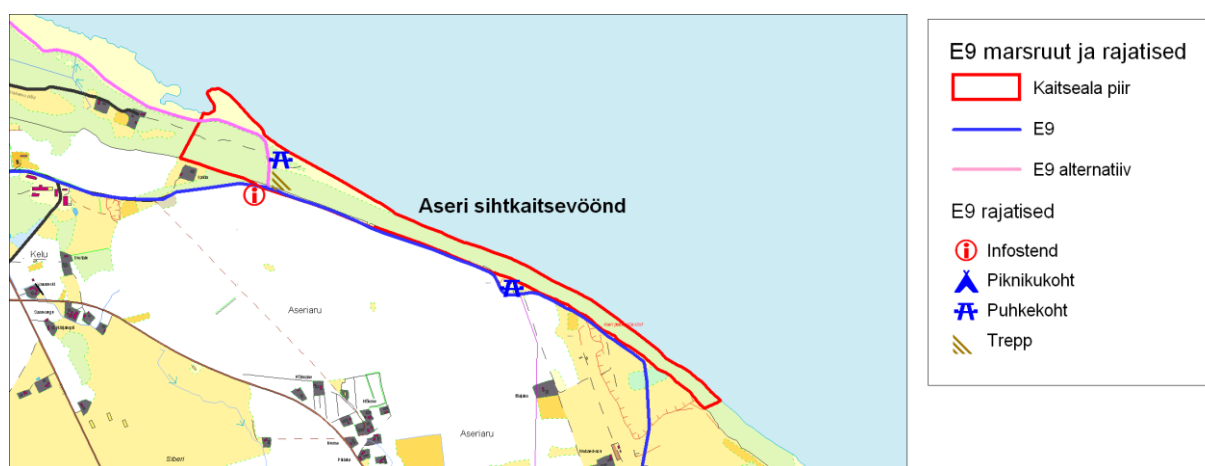 Aseri sihtkaitsevöönd
Kelu
Aseriaru
Aseriaru
Siberi
E9 marsruut ja rajatised
Kaitseala piir
E9
E9 alternatiiv
E9 rajatised
Infostend
Piknikukoht
Puhkekoht
Trepp